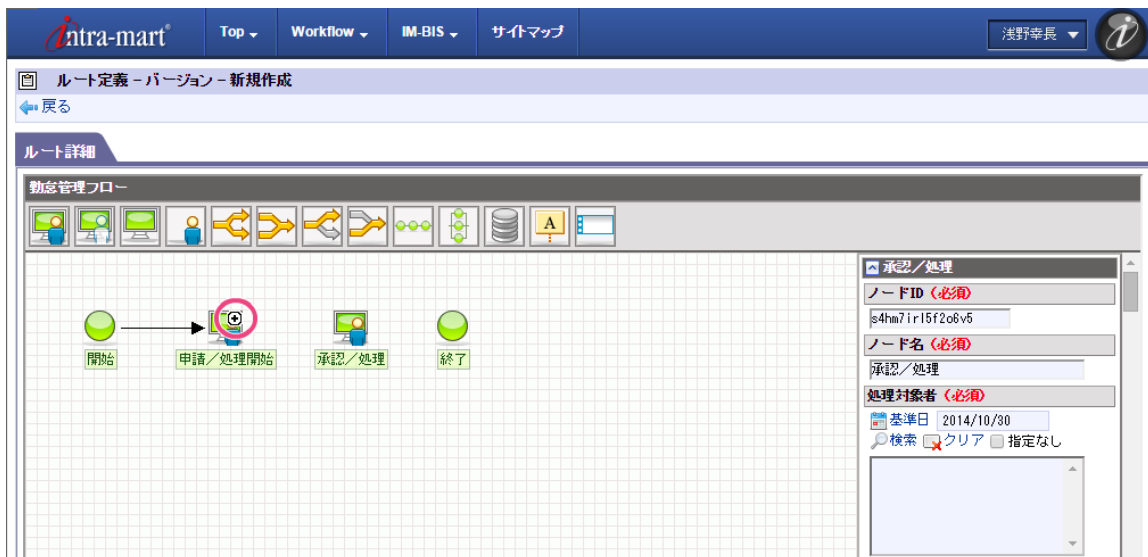 intra-mart® Top Workflow IM-BIS サイトマップ 浅野幸長
ルート定義 - バージョン - 新規作成
戻る
ルート詳細
勤怠管理フロー
A
開始 申請／処理開始 承認／処理 終了
承認／処理
ノードID (必須)
s4hm7irl5f2o6v5
ノード名 (必須)
承認／処理
処理対象者 (必須)
基準日 2014/10/30
検索 クリア 指定なし